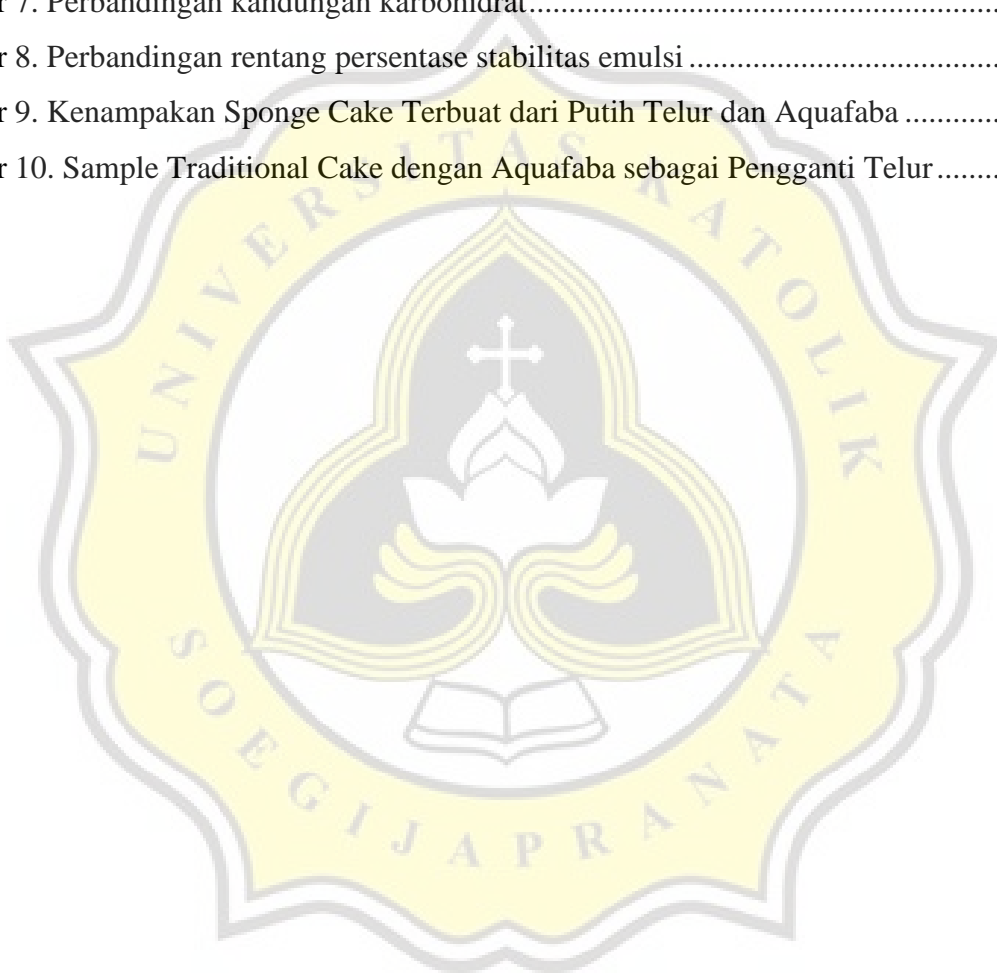 r 7. Perbandingan kandungan karbohidrat................................................................
r 8. Perbandingan rentang persentase stabilitas emulsi ..........................................
r 9. Kenampakan Sponge Cake Terbuat dari Putih Telur dan Aquafaba ............
r 10. Sample Traditional Cake dengan Aquafaba sebagai Pengganti Telur ........
UNIVERSITAS KATOLIK
SOEGIJAPRANATA